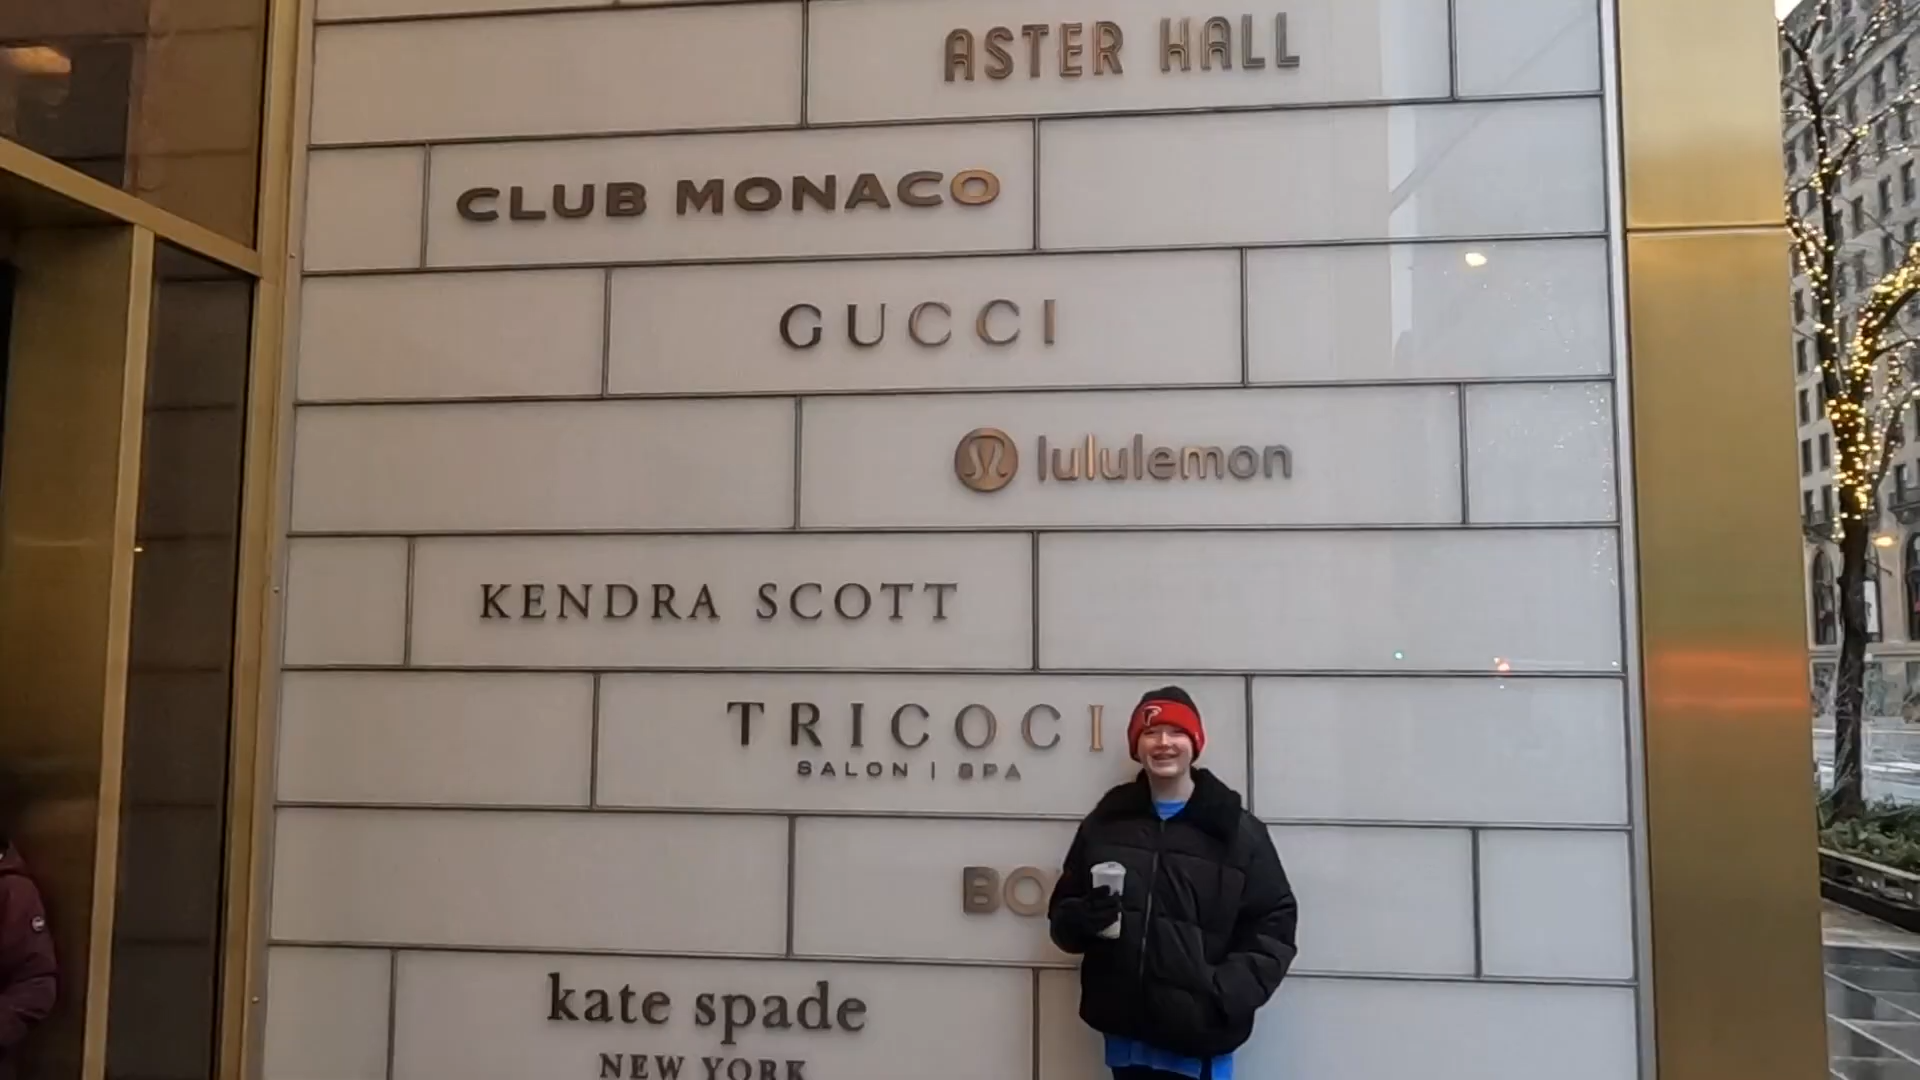 ASTER HALL
CLUB MONACO
GUCCI
lululemon
KENDRA SCOTT
TRICOCI
SALON | SPA
kate spade
NEW YORK